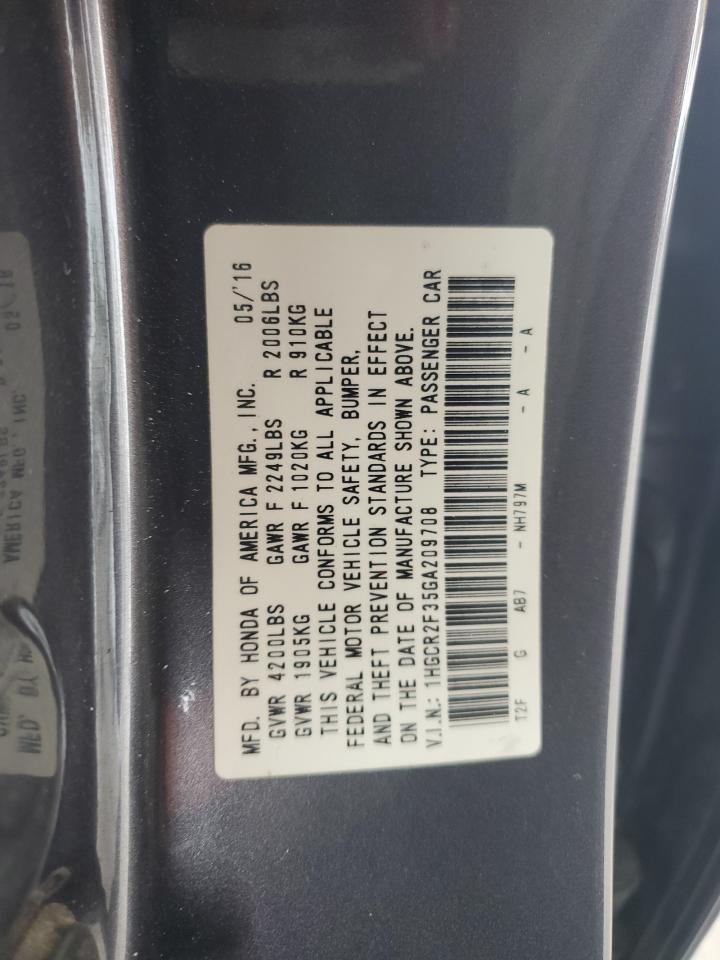 MFD. BY HONDA OF AMERICA MFG., INC. 05/'16
GVWR 4200LBS GAWR F 2249LBS R 2006LBS
GVWR 1905KG GAWR F 1020KG R 910KG
THIS VEHICLE CONFORMS TO ALL APPLICABLE
FEDERAL MOTOR VEHICLE SAFETY, BUMPER,
AND THEFT PREVENTION STANDARDS IN EFFECT
ON THE DATE OF MANUFACTURE SHOWN ABOVE.
V.I.N.: 1HGCR2F35GA209708 TYPE: PASSENGER CAR
T2F G AB7 - NH797M - A - A